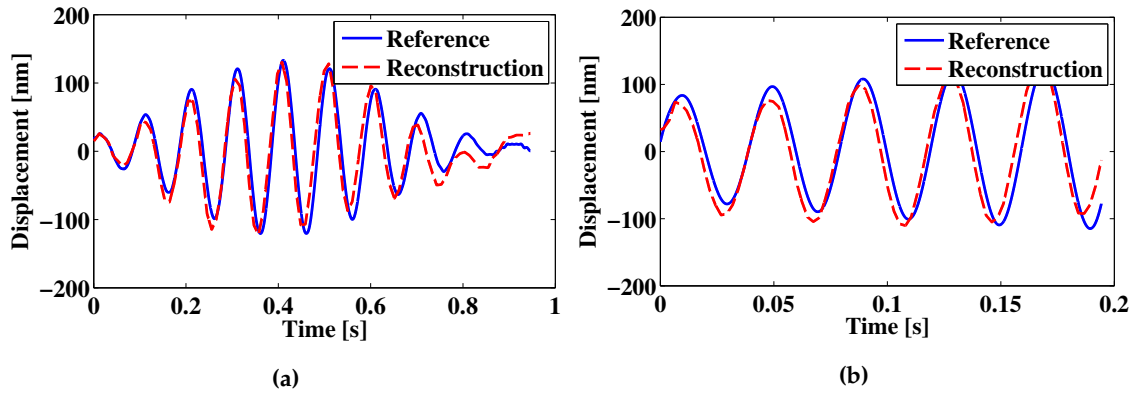 200
100
0
−100
−200
Displacement [nm]
Reference
Reconstruction
0
0.2
0.4
0.6
0.8
1
Time [s]
(a)
200
100
0
−100
−200
Displacement [nm]
Reference
Reconstruction
0
0.05
0.1
0.15
0.2
Time [s]
(b)